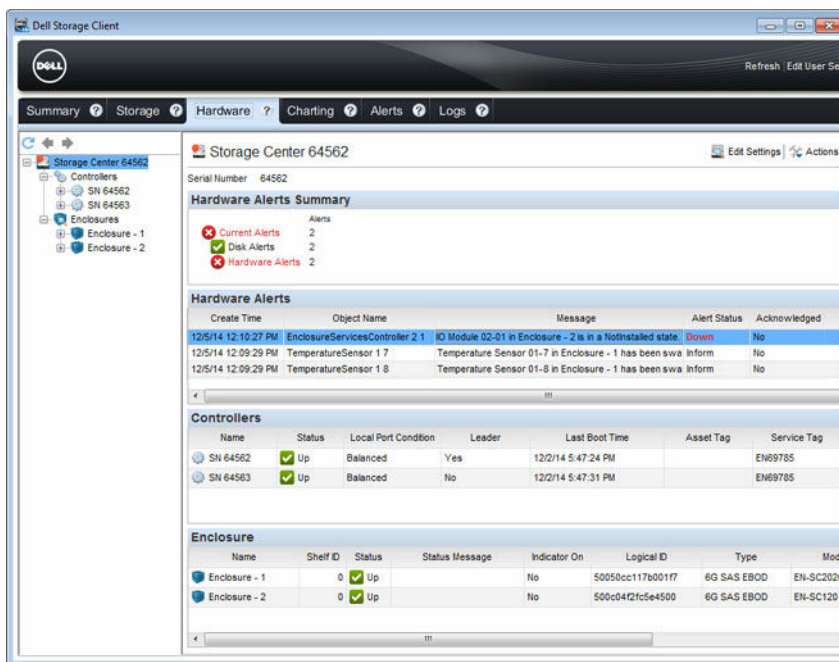 Dell Storage Client
DELL
Refresh Edit User Se
Summary ? Storage ? Hardware ? Charting ? Alerts ? Logs ?
Storage Center 64562
Controllers
SN 64562
SN 64563
Enclosures
Enclosure - 1
Enclosure - 2
Storage Center 64562
Edit Settings Actions
Serial Number 64562
Hardware Alerts Summary
Alerts
Current Alerts 2
Disk Alerts 2
Hardware Alerts 2
Hardware Alerts
Create Time Object Name Message Alert Status Acknowledged
12/5/14 12:10:27 PM EnclosureServicesController 2 1 IO Module 02-01 in Enclosure - 2 is in a NotInstalled state. Down No
12/5/14 12:09:29 PM TemperatureSensor 1 7 Temperature Sensor 01-7 in Enclosure - 1 has been swa Inform No
12/5/14 12:09:29 PM TemperatureSensor 1 8 Temperature Sensor 01-8 in Enclosure - 1 has been swa Inform No
Controllers
Name Status Local Port Condition Leader Last Boot Time Asset Tag Service Tag
SN 64562 Up Balanced Yes 12/2/14 5:47:24 PM EN69785
SN 64563 Up Balanced No 12/2/14 5:47:31 PM EN69785
Enclosure
Name Shelf ID Status Status Message Indicator On Logical ID Type Mod
Enclosure - 1 0 Up No 50050cc117b001f7 6G SAS EBOD EN-SC202
Enclosure - 2 0 Up No 500c04f2fc5e4500 6G SAS EBOD EN-SC120